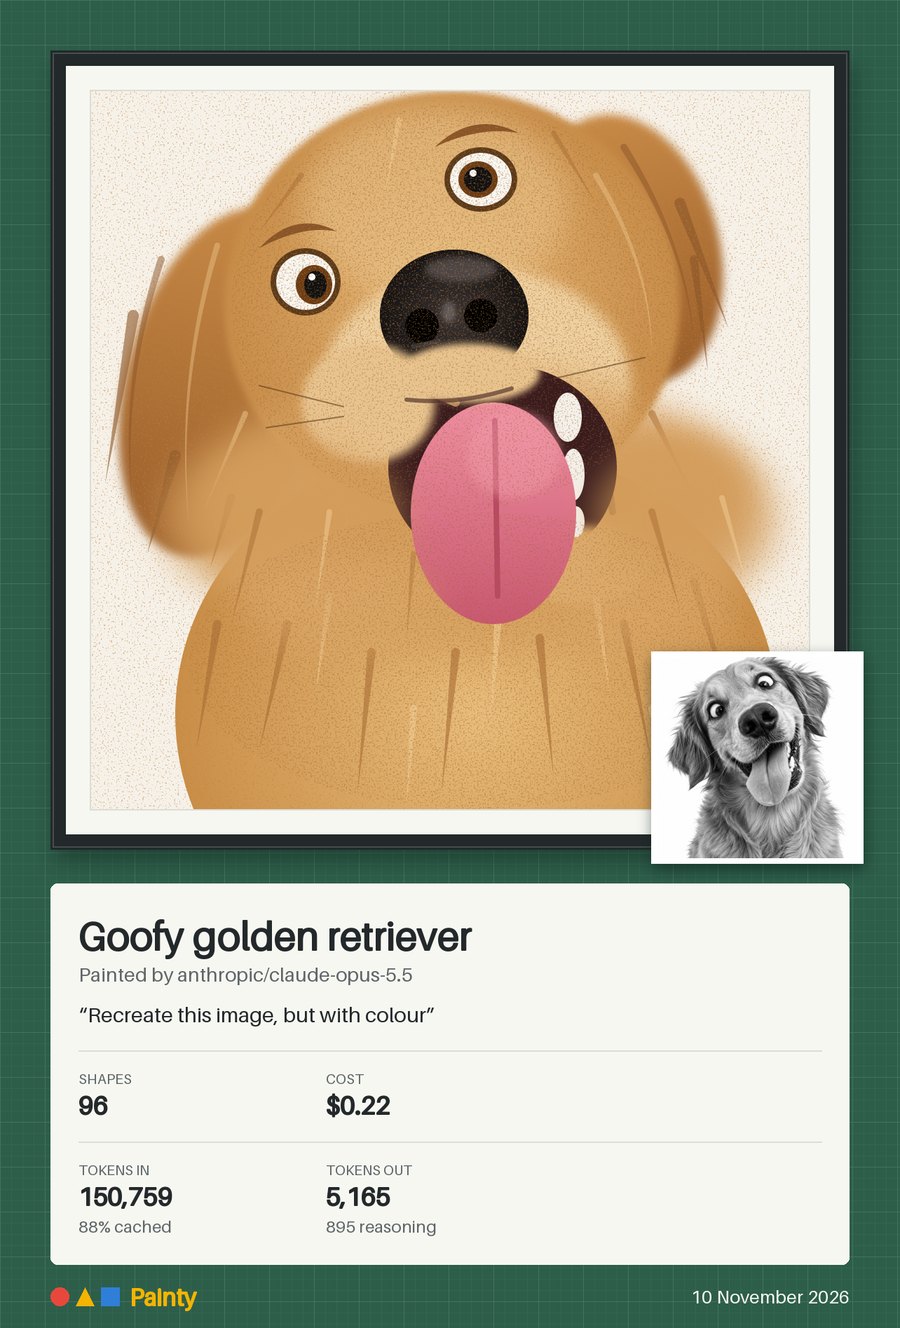 Goofy golden retriever
Painted by anthropic/claude-opus-5.5
“Recreate this image, but with colour”
SHAPES
96
COST
$0.22
TOKENS IN
150,759
88% cached
TOKENS OUT
5,165
895 reasoning
Painty
10 November 2026